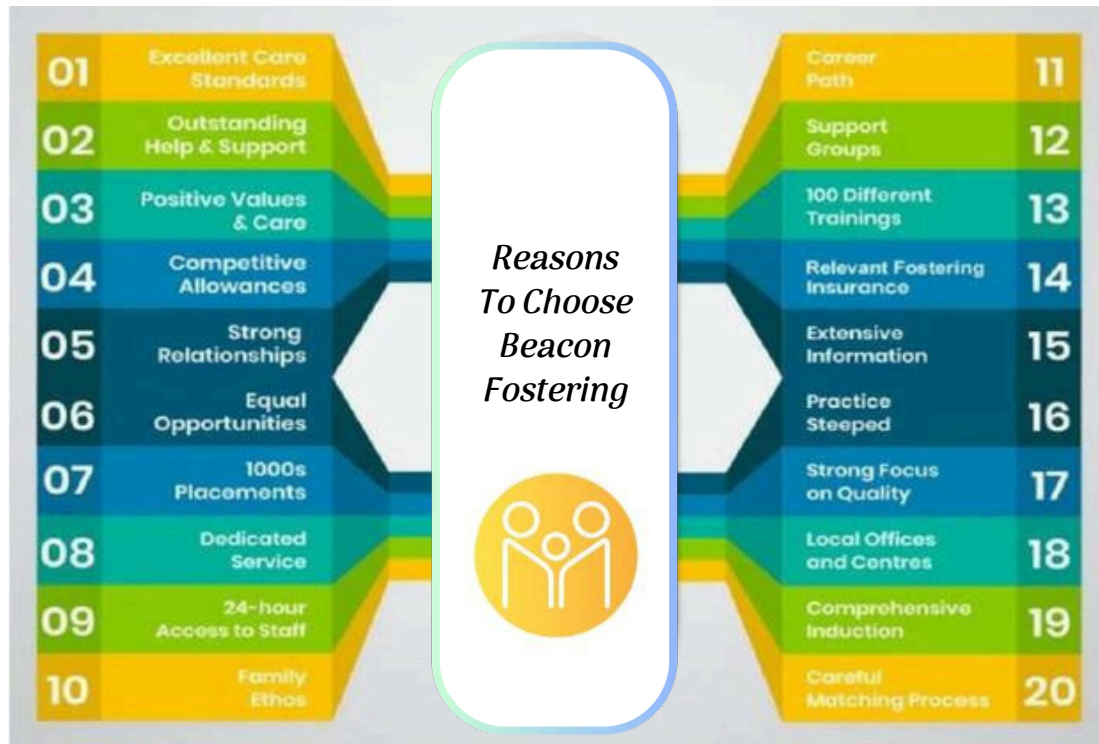 01
Excellent Care
Standards
02
Outstanding
Help & Support
03
Positive Values
& Care
04
Competitive
Allowances
05
Strong
Relationships
06
Equal
Opportunities
07
1000s
Placements
08
Dedicated
Service
09
24-hour
Access to Staff
10
Family
Ethos
Reasons
To Choose
Beacon
Fostering
Career
Path
11
Support
Groups
12
100 Different
Trainings
13
Relevant Fostering
Insurance
14
Extensive
Information
15
Practice
Steeped
16
Strong Focus
on Quality
17
Local Offices
and Centres
18
Comprehensive
Induction
19
Careful
Matching Process
20